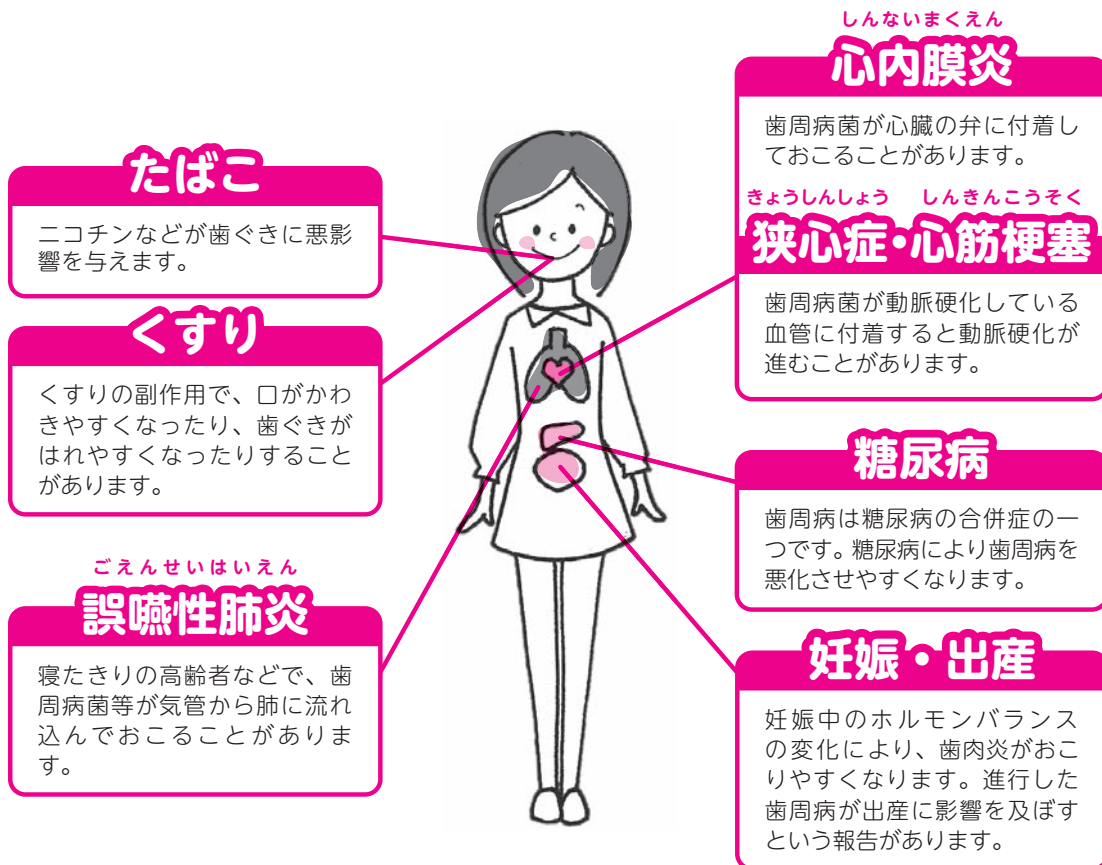 たばこ
ニコチンなどが歯ぐきに悪影
響を与えます。
くすり
くすりの副作用で、口がかわ
きやすくなったり、歯ぐきが
はれやすくなったりすること
があります。
ごえんせいはいえん
誤嚥性肺炎
寝たきりの高齢者などで、歯
周病菌等が気管から肺に流れ
込んでおこることがありま
す。
しんないまくえん
心内膜炎
歯周病菌が心臓の弁に付着し
ておこることがあります。
きょうしんしょう しんきんこうそく
狭心症・心筋梗塞
歯周病菌が動脈硬化している
血管に付着すると動脈硬化が
進むことがあります。
糖尿病
歯周病は糖尿病の合併症の一
つです。糖尿病により歯周病を
悪化させやすくなります。
妊娠・出産
妊娠中のホルモンバランス
の変化により、歯肉炎がおこ
りやすくなります。進行した
歯周病が出産に影響を及ぼす
という報告があります。